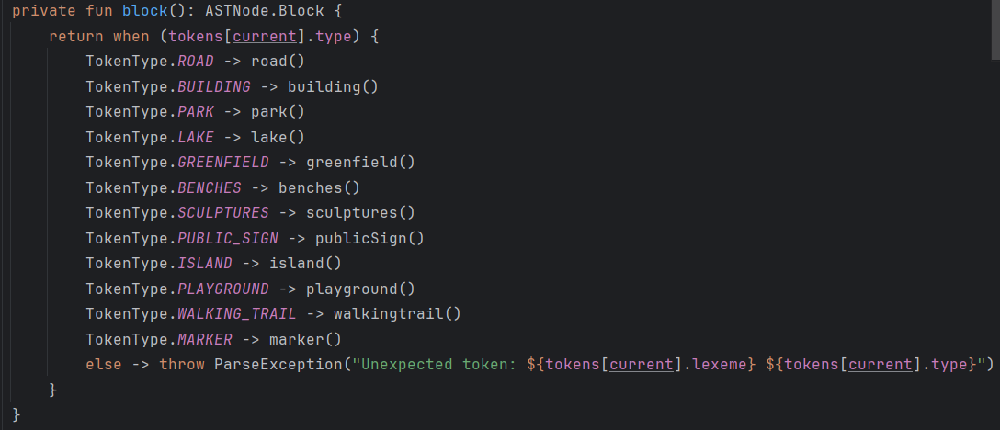 private fun block(): ASTNode.Block {
    return when (tokens[current].type) {
        TokenType.ROAD -> road()
        TokenType.BUILDING -> building()
        TokenType.PARK -> park()
        TokenType.LAKE -> lake()
        TokenType.GREENFIELD -> greenfield()
        TokenType.BENCHES -> benches()
        TokenType.SCULPTURES -> sculptures()
        TokenType.PUBLIC_SIGN -> publicSign()
        TokenType.ISLAND -> island()
        TokenType.PLAYGROUND -> playground()
        TokenType.WALKING_TRAIL -> walkingtrail()
        TokenType.MARKER -> marker()
        else -> throw ParseException("Unexpected token: ${tokens[current].lexeme} ${tokens[current].type}")
    }
}